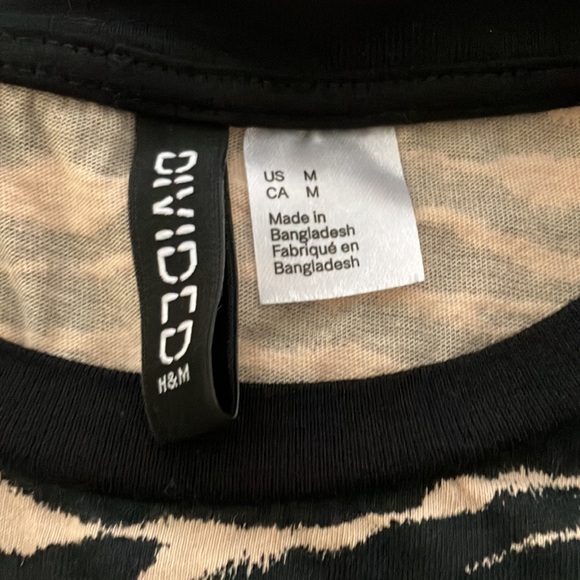 DIVIDED
H&M
US M
CA M
Made in
Bangladesh
Fabriqué en
Bangladesh